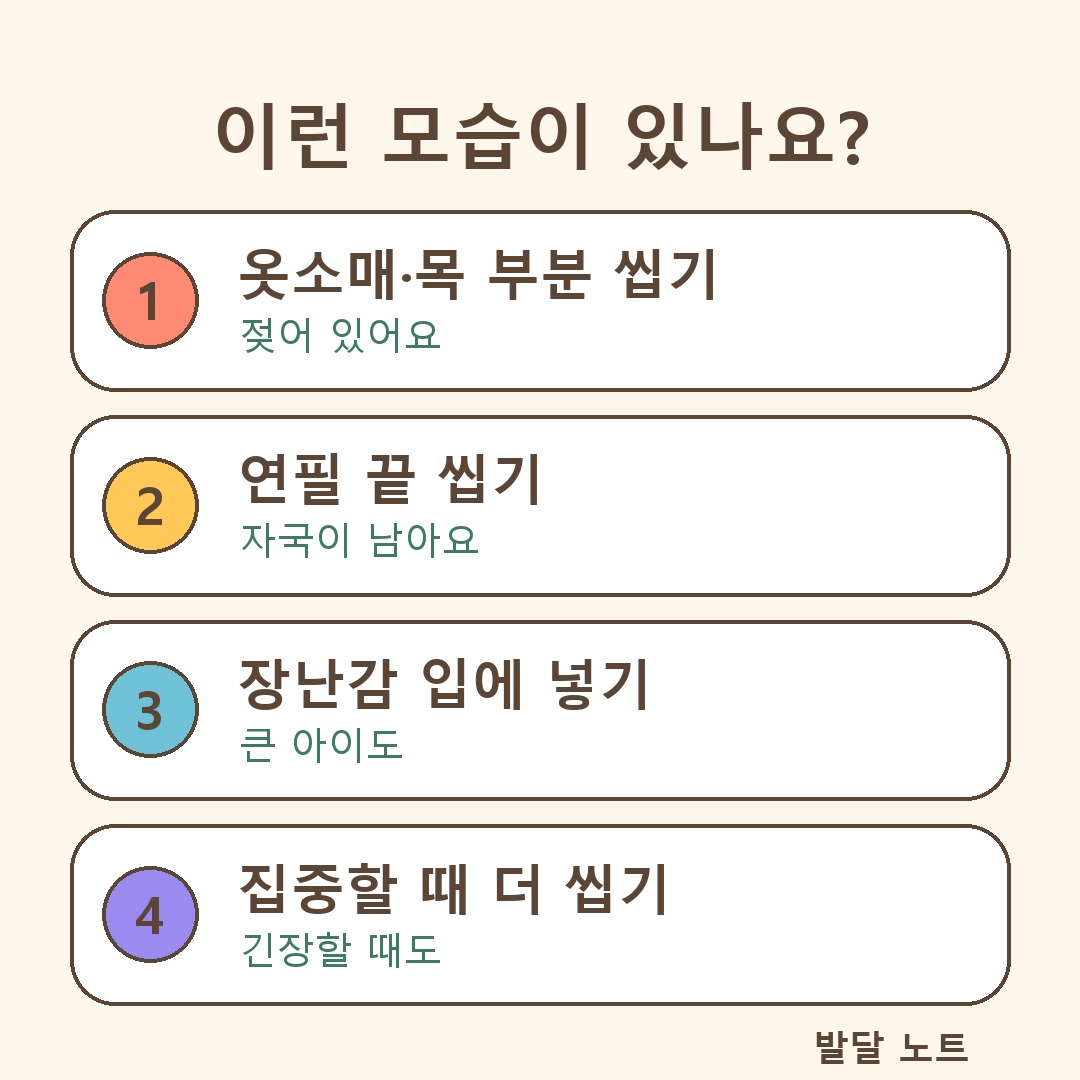 이런 모습이 있나요?
1
옷소매·목 부분 씹기
젖어 있어요
2
연필 끝 씹기
자국이 남아요
3
장난감 입에 넣기
큰 아이도
4
집중할 때 더 씹기
긴장할 때도
발달 노트